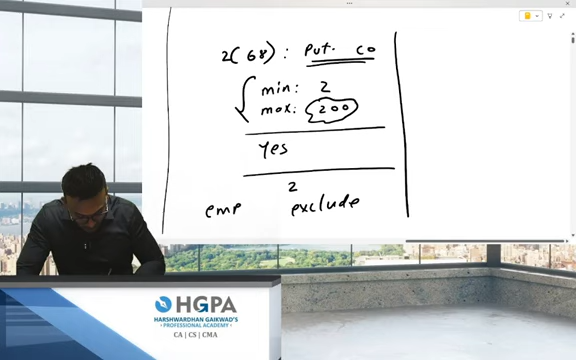 2(68): Pvt. Co
min: 2
max: 200
Yes
2
emp exclude
HGPA
HARSHWARDHAN GAIKWAD'S
PROFESSIONAL ACADEMY
CA | CS | CMA